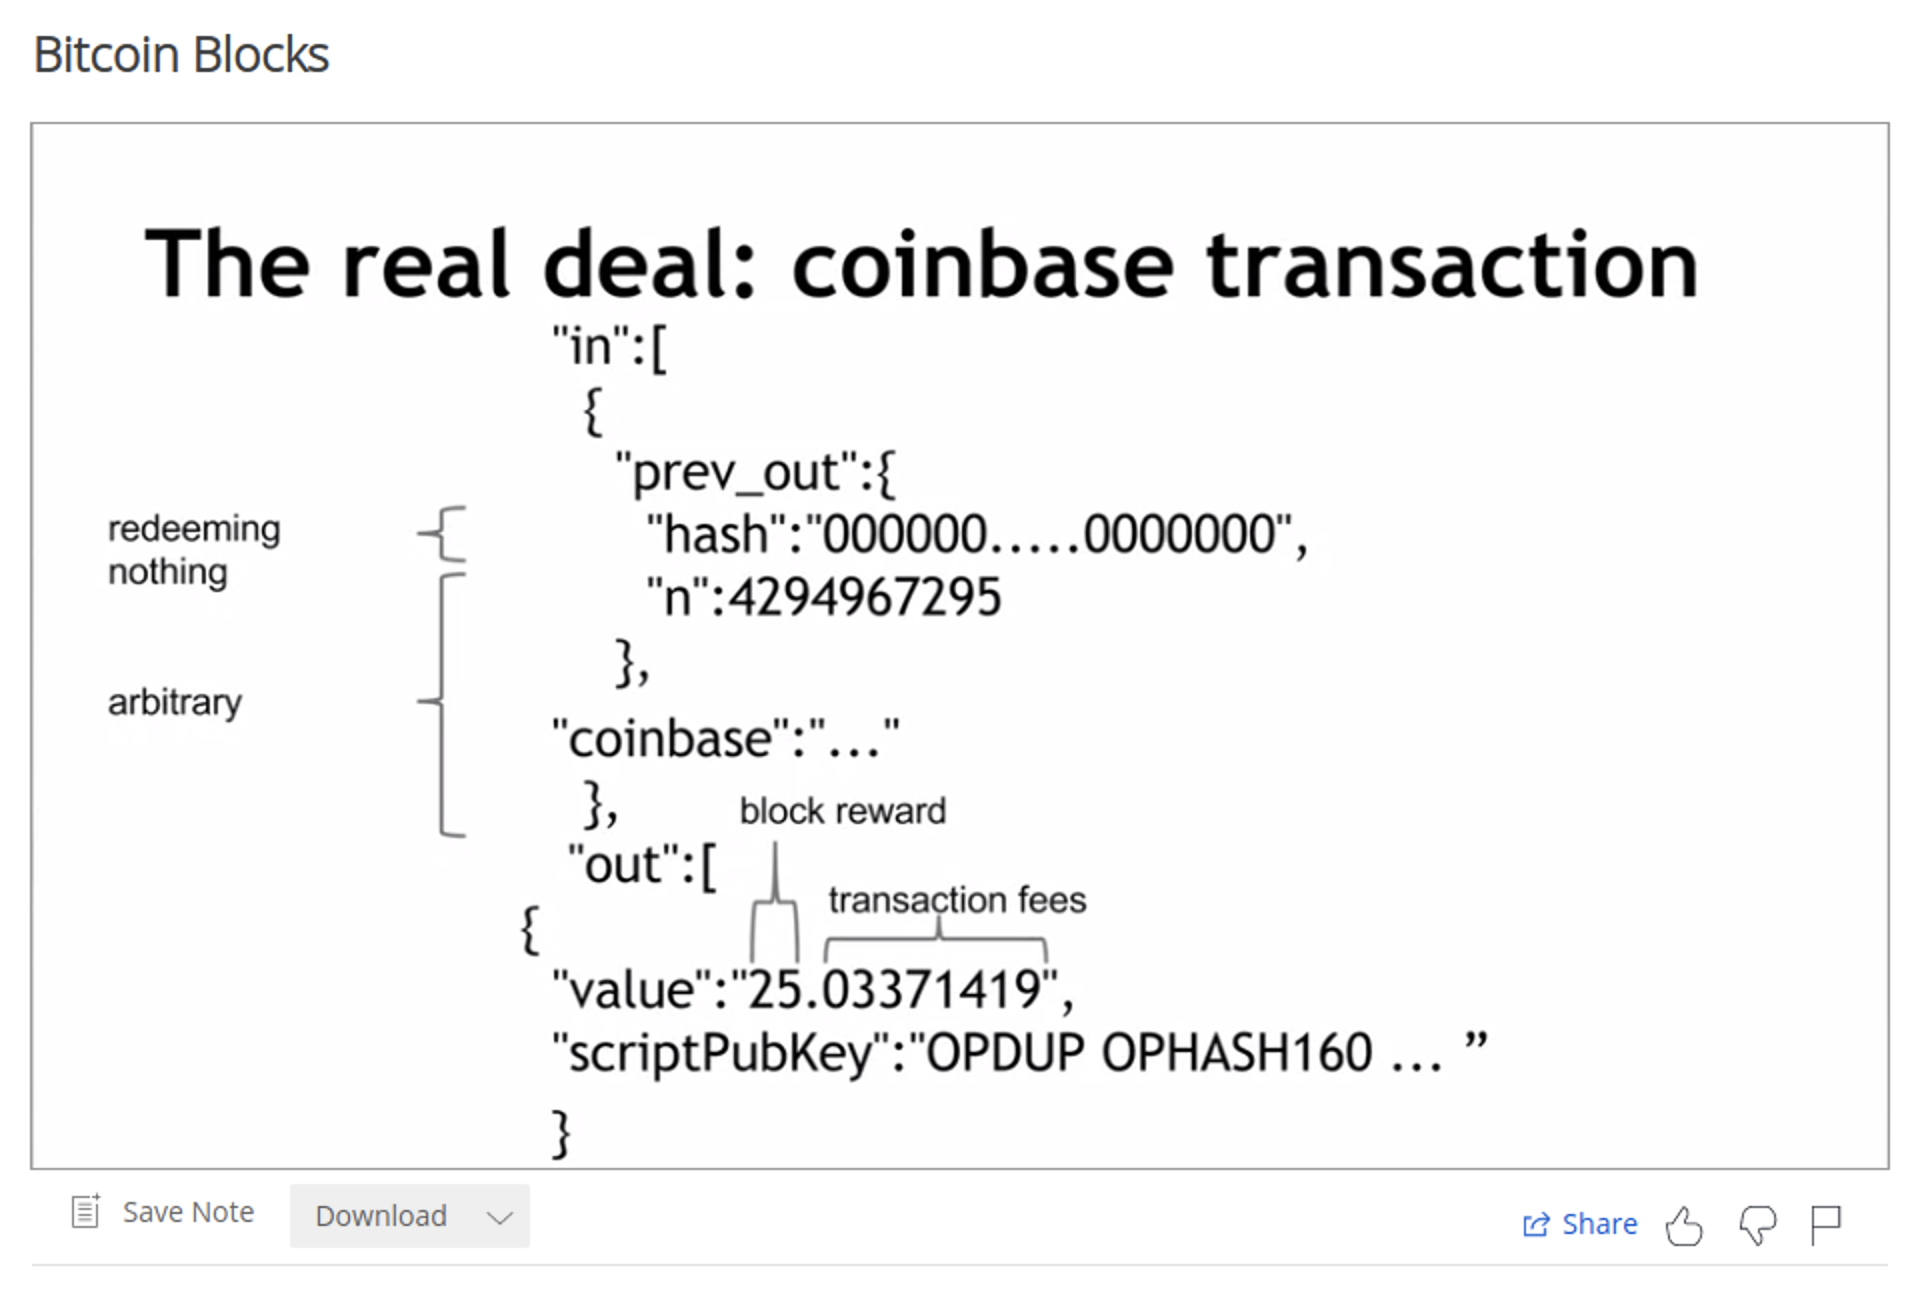 Bitcoin Blocks
The real deal: coinbase transaction
"in":[
{
"prev_out":{
redeeming
nothing
"hash":"000000.....0000000",
"n":4294967295
},
arbitrary
"coinbase":"..."
},
block reward
"out":[
transaction fees
{
"value":"25.03371419",
"scriptPubKey":"OPDUP OPHASH160 ... ”
}
Save Note
Download
Share